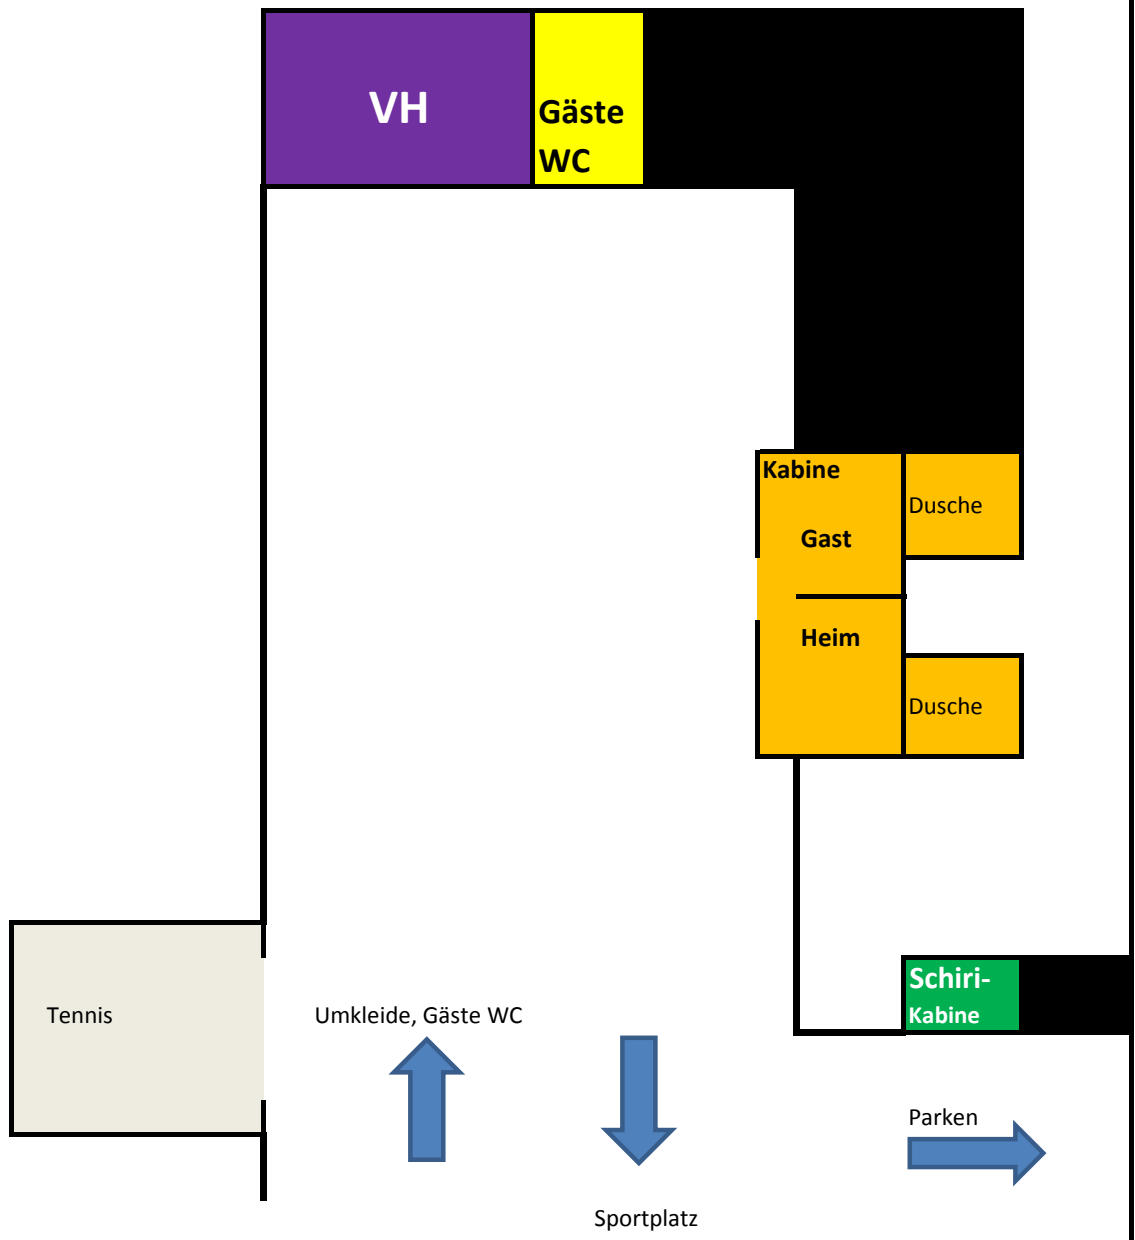 VH
Gäste
WC
Kabine
Dusche
Gast
Heim
Dusche
Schiri-
Kabine
Tennis
Umkleide, Gäste WC
Parken
Sportplatz